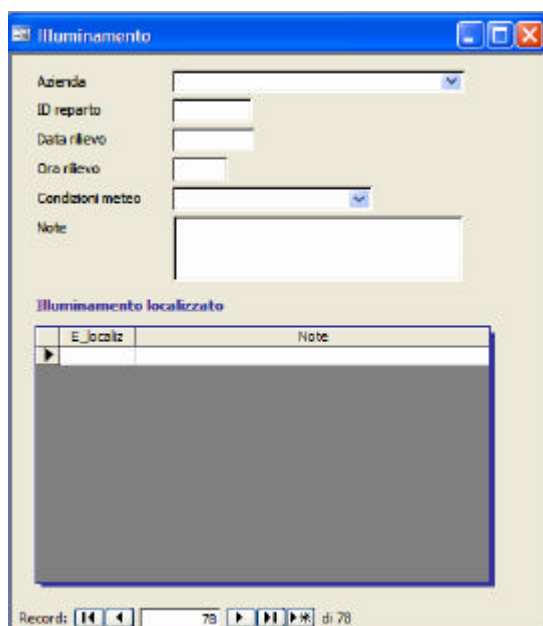 Illuminamento
Azienda
ID reparto
Data rilievo
Ora rilievo
Condizioni meteo
Note
Illuminamento localizzato
E_localiz Note
Record: 78 di 78